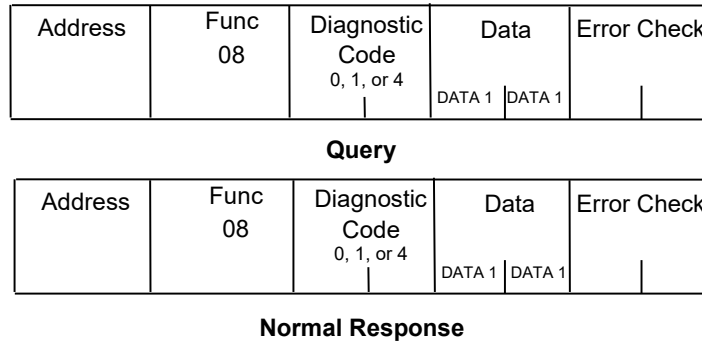 Address Func Diagnostic Data Error Check
08 Code
0, 1, or 4
DATA 1 DATA 1
Query
Address Func Diagnostic Data Error Check
08 Code
0, 1, or 4
DATA 1 DATA 1
Normal Response